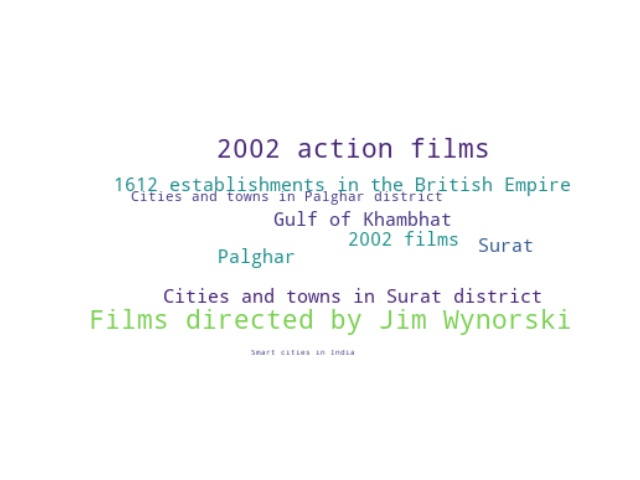 2002 action films
1612 establishments in the British Empire
Cities and towns in Palghar district
Gulf of Khambhat
2002 films
Surat
Palghar
Cities and towns in Surat district
Films directed by Jim Wynorski
Smart cities in India